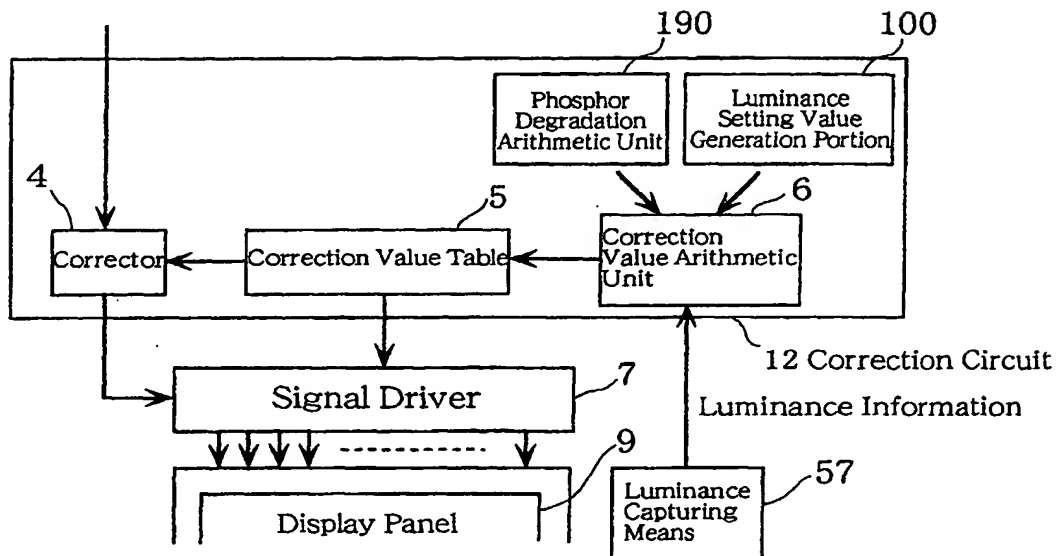 190
100
Phosphor
Degradation
Arithmetic Unit
Luminance
Setting Value
Generation Portion
4
5
6
Corrector
Correction Value Table
Correction
Value Arithmetic
Unit
12 Correction Circuit
7
Signal Driver
Luminance Information
9
57
Display Panel
Luminance
Capturing
Means